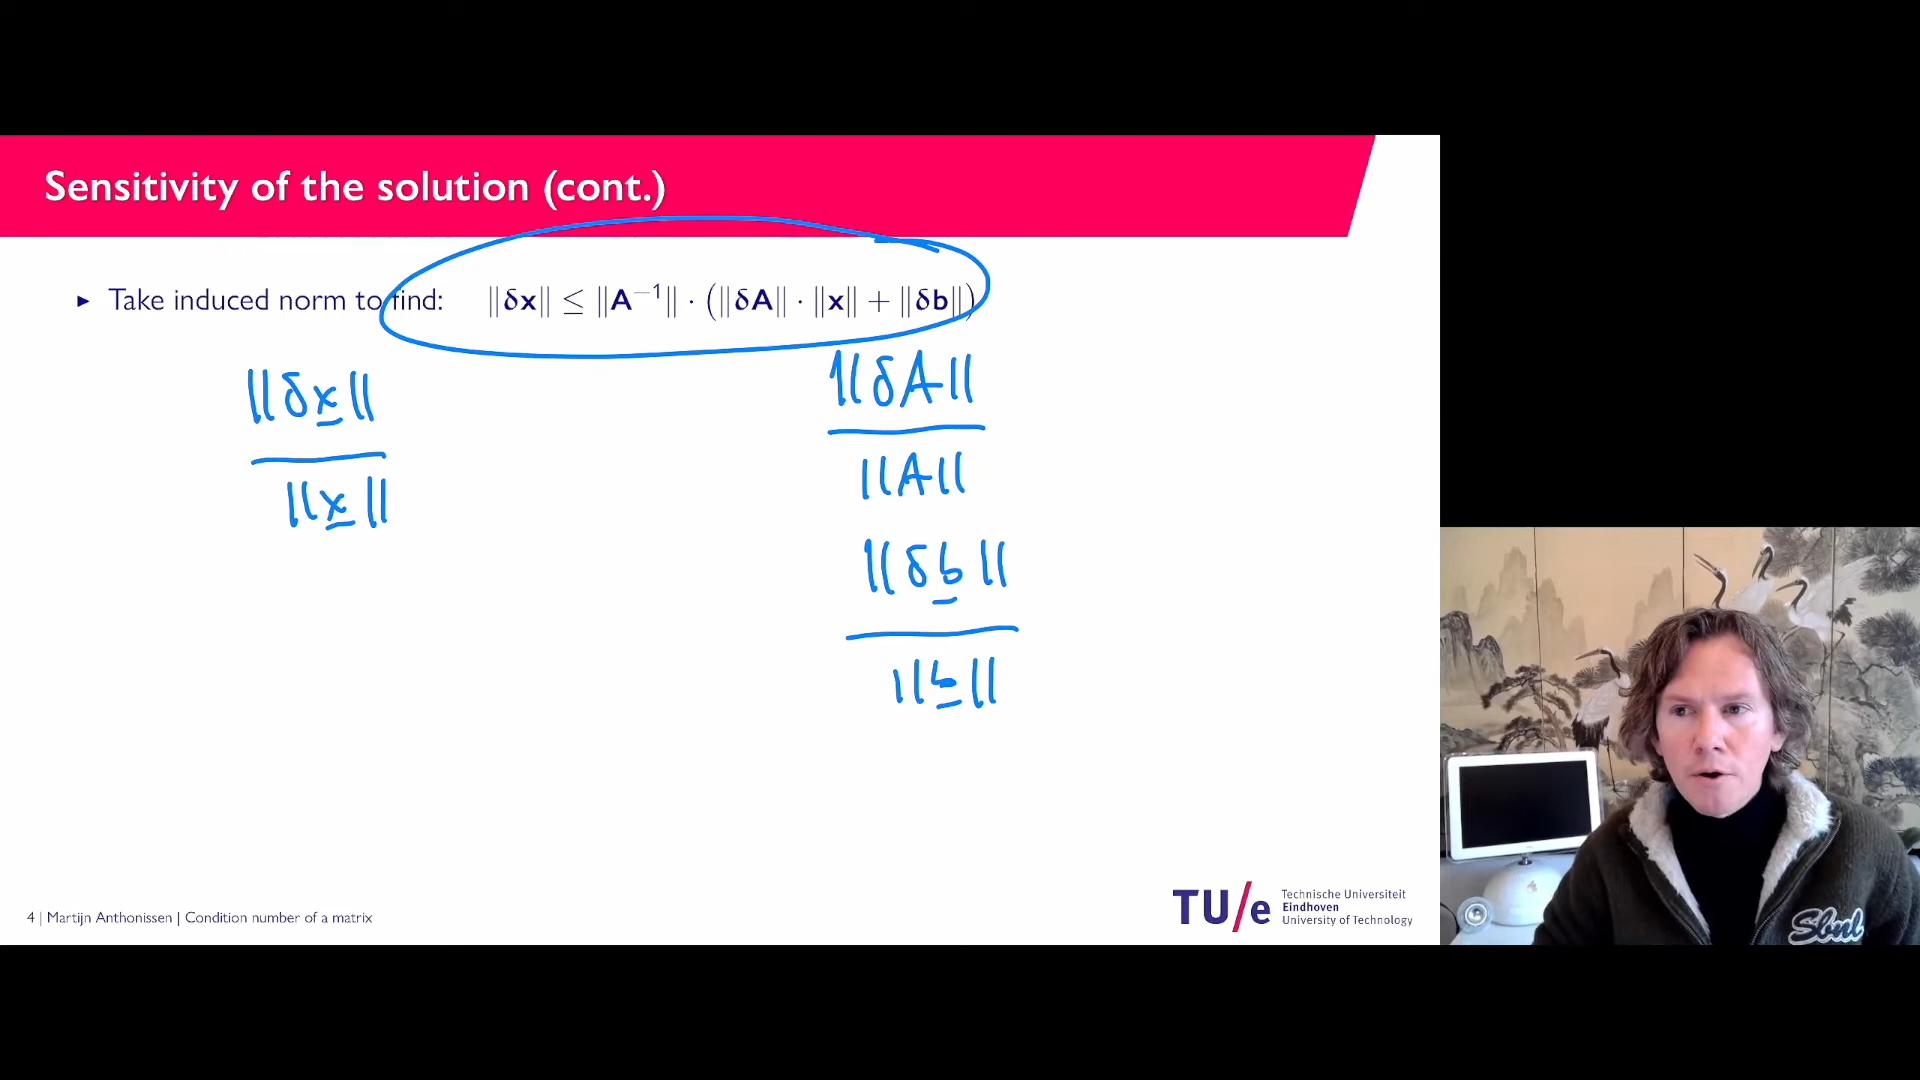 Sensitivity of the solution (cont.)
► Take induced norm to find: ‖δx‖ ≤ ‖A⁻¹‖ · (‖δA‖ · ‖x‖ + ‖δb‖)
||δx||
||x||
||δA||
||A||
||δb||
||b||
4 | Martijn Anthonissen | Condition number of a matrix
TU/e
Technische Universiteit
Eindhoven
University of Technology
Sbnl